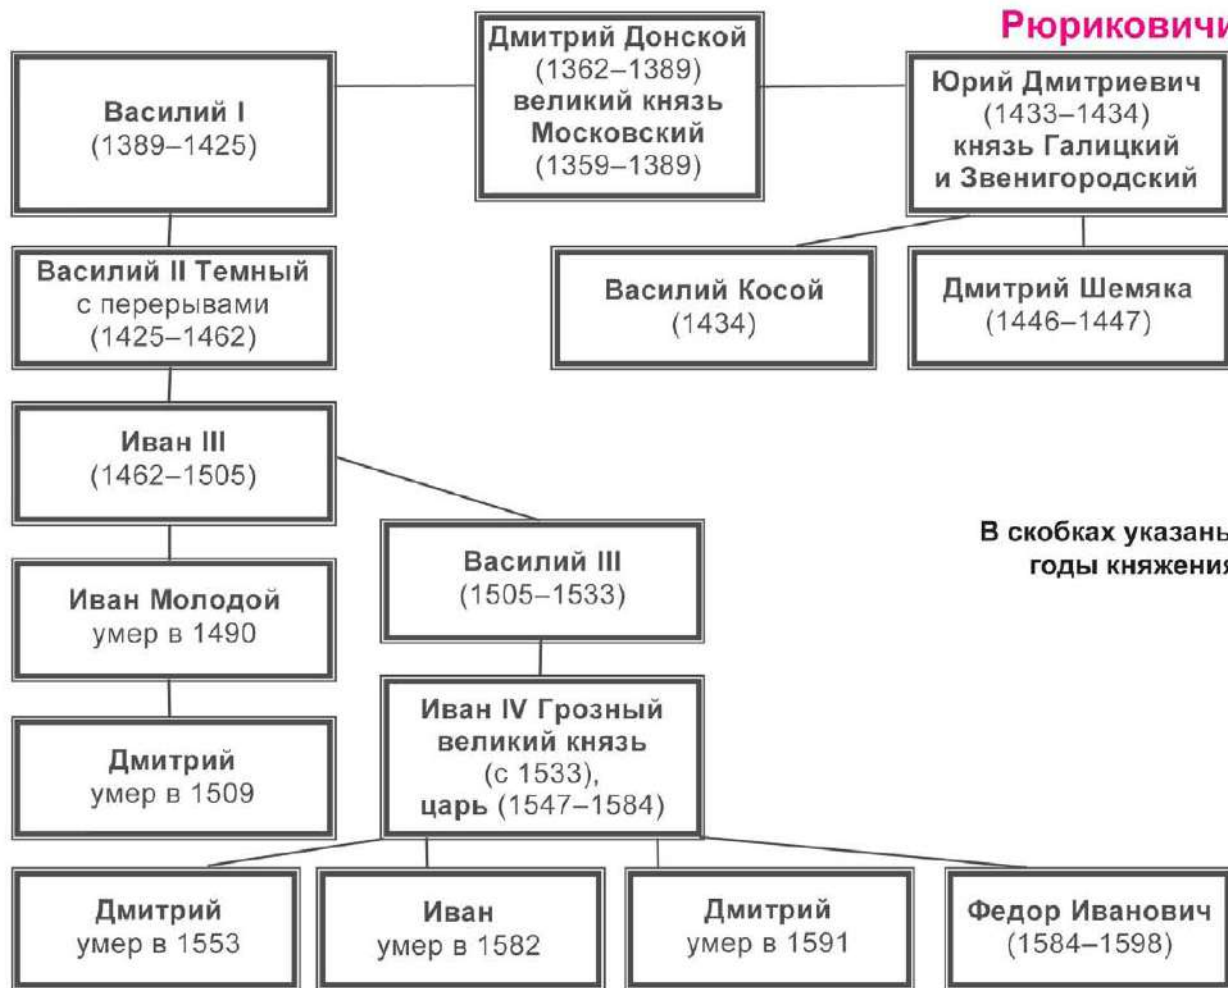 Рюриковичи
Дмитрий Донской
(1362–1389)
великий князь
Московский
(1359–1389)
Василий I
(1389–1425)
Юрий Дмитриевич
(1433–1434)
князь Галицкий
и Звенигородский
Василий II Темный
с перерывами
(1425–1462)
Василий Косой
(1434)
Дмитрий Шемяка
(1446–1447)
Иван III
(1462–1505)
В скобках указаны
годы княжения
Василий III
(1505–1533)
Иван Молодой
умер в 1490
Иван IV Грозный
великий князь
(с 1533),
царь (1547–1584)
Дмитрий
умер в 1509
Дмитрий
умер в 1553
Иван
умер в 1582
Дмитрий
умер в 1591
Федор Иванович
(1584–1598)